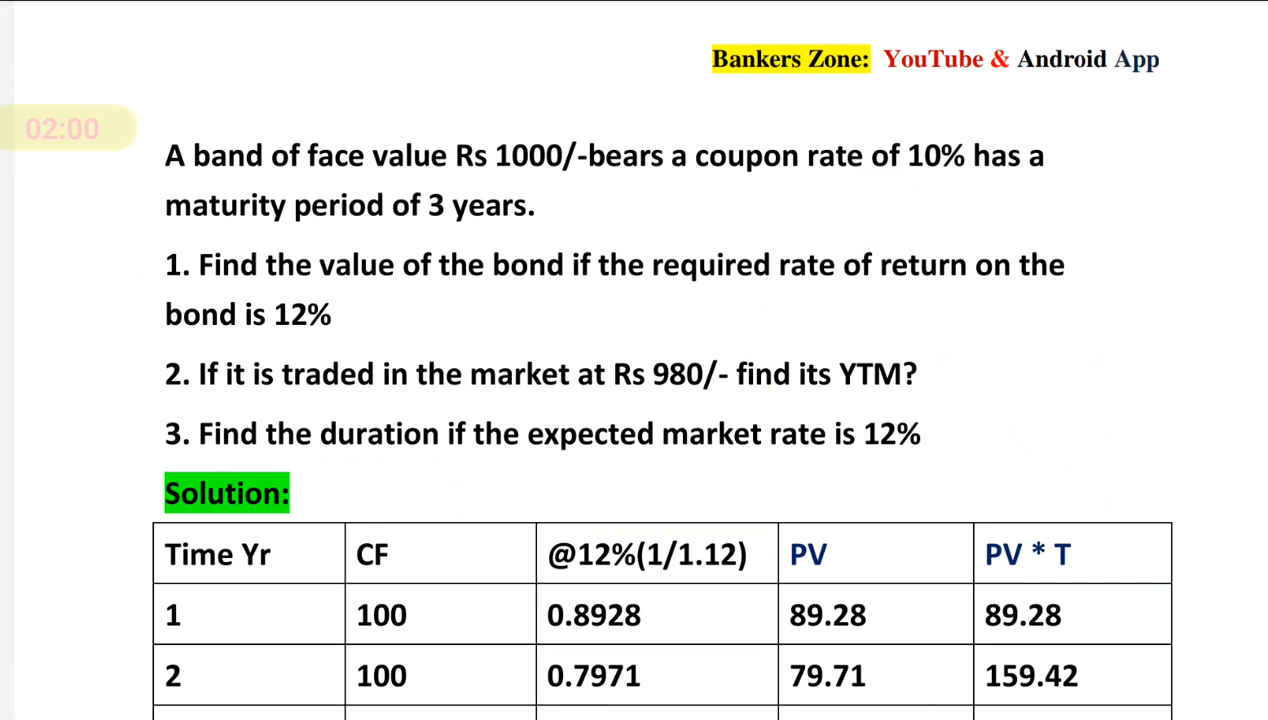 Bankers Zone: YouTube & Android App
02:00
A band of face value Rs 1000/-bears a coupon rate of 10% has a
maturity period of 3 years.
1. Find the value of the bond if the required rate of return on the
bond is 12%
2. If it is traded in the market at Rs 980/- find its YTM?
3. Find the duration if the expected market rate is 12%
Solution:
Time Yr CF @12%(1/1.12) PV PV * T
1 100 0.8928 89.28 89.28
2 100 0.7971 79.71 159.42